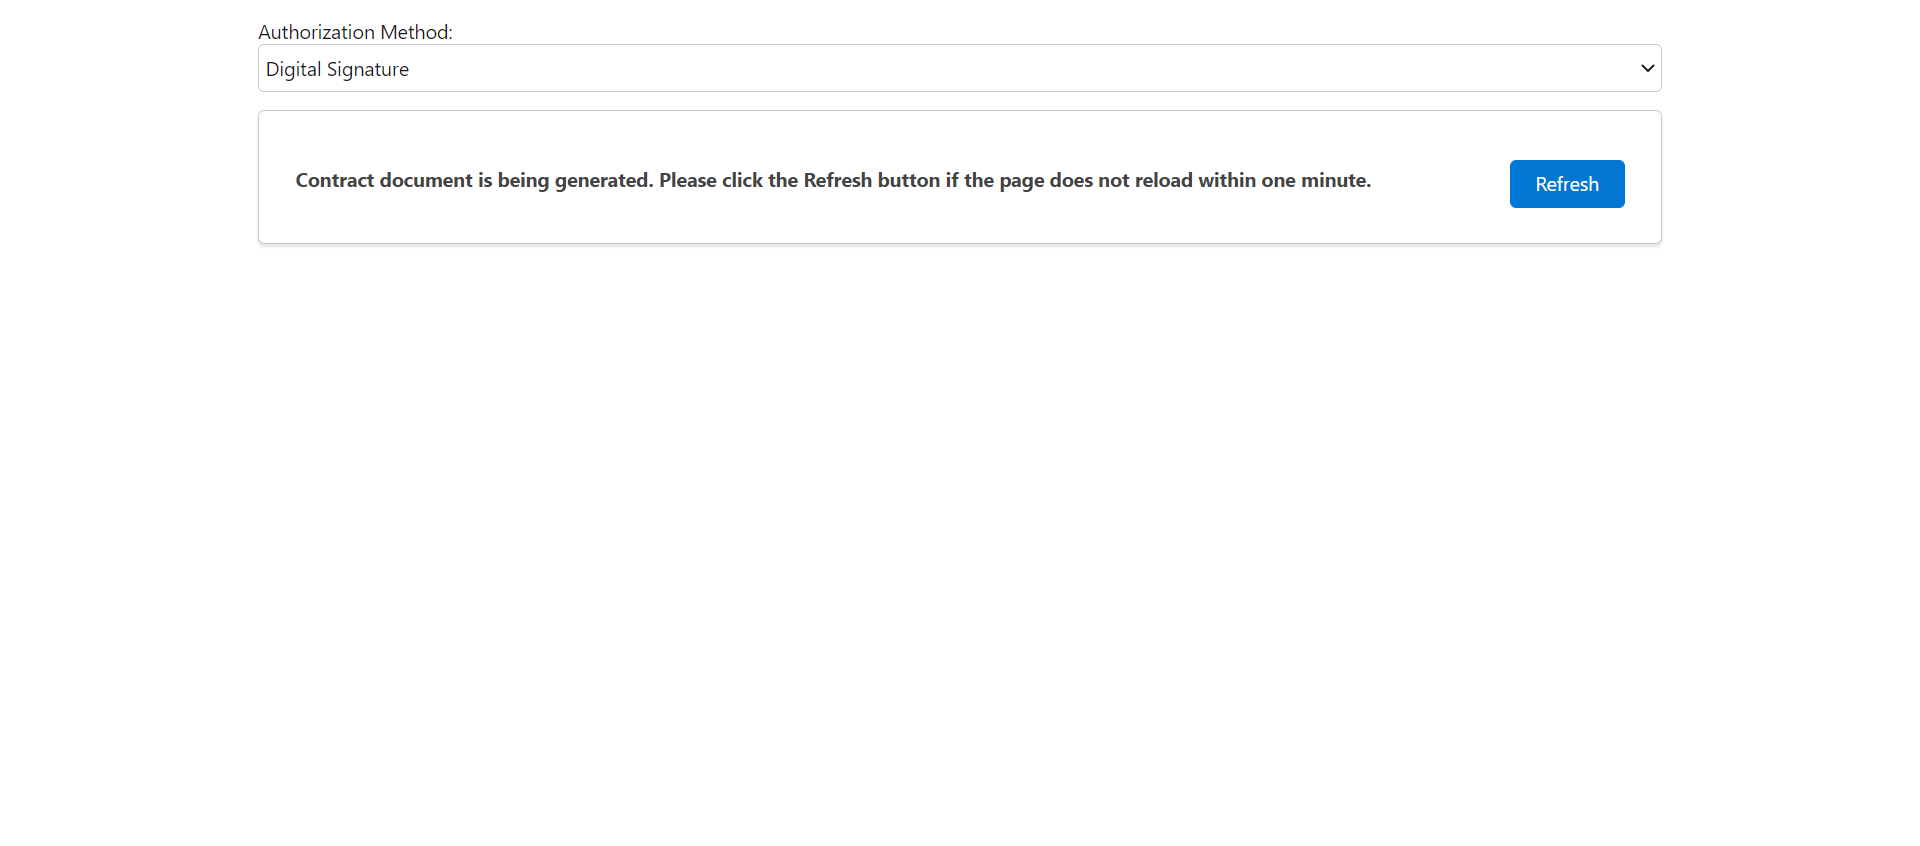 Authorization Method:
Digital Signature
Contract document is being generated. Please click the Refresh button if the page does not reload within one minute.
Refresh